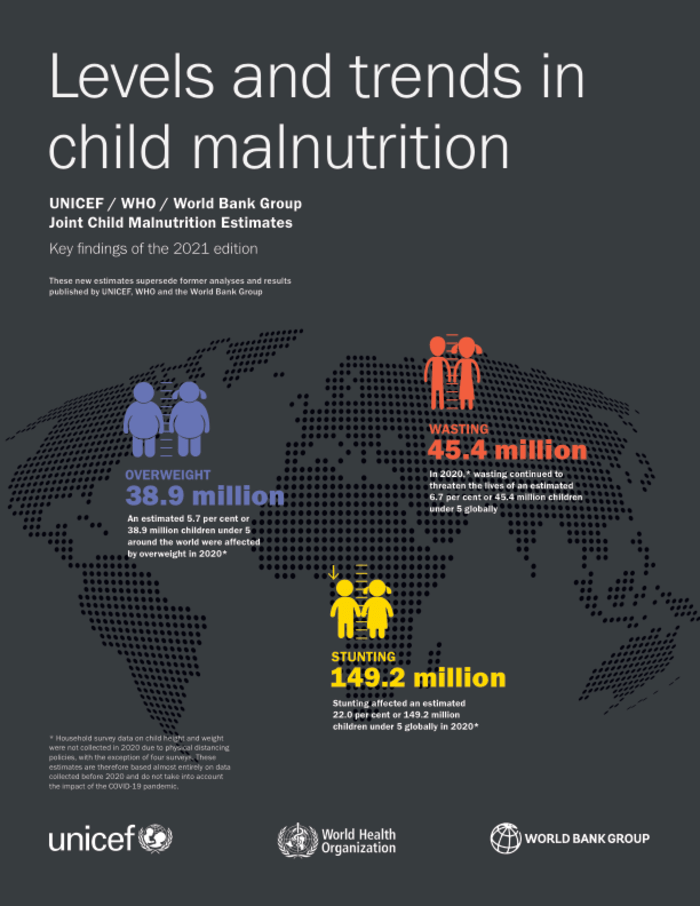 Levels and trends in
child malnutrition
UNICEF / WHO / World Bank Group
Joint Child Malnutrition Estimates
Key findings of the 2021 edition
These new estimates supersede former analyses and results
published by UNICEF, WHO and the World Bank Group
WASTING
45.4 million
In 2020,* wasting continued to
threaten the lives of an estimated
6.7 per cent or 45.4 million children
under 5 globally
OVERWEIGHT
38.9 million
An estimated 5.7 per cent or
38.9 million children under 5
around the world were affected
by overweight in 2020*
STUNTING
149.2 million
Stunting affected an estimated
22.0 per cent or 149.2 million
children under 5 globally in 2020*
* Household survey data on child height and weight
were not collected in 2020 due to physical distancing
policies, with the exception of four surveys. These
estimates are therefore based almost entirely on data
collected before 2020 and do not take into account
the impact of the COVID-19 pandemic.
unicef
World Health
Organization
WORLD BANK GROUP